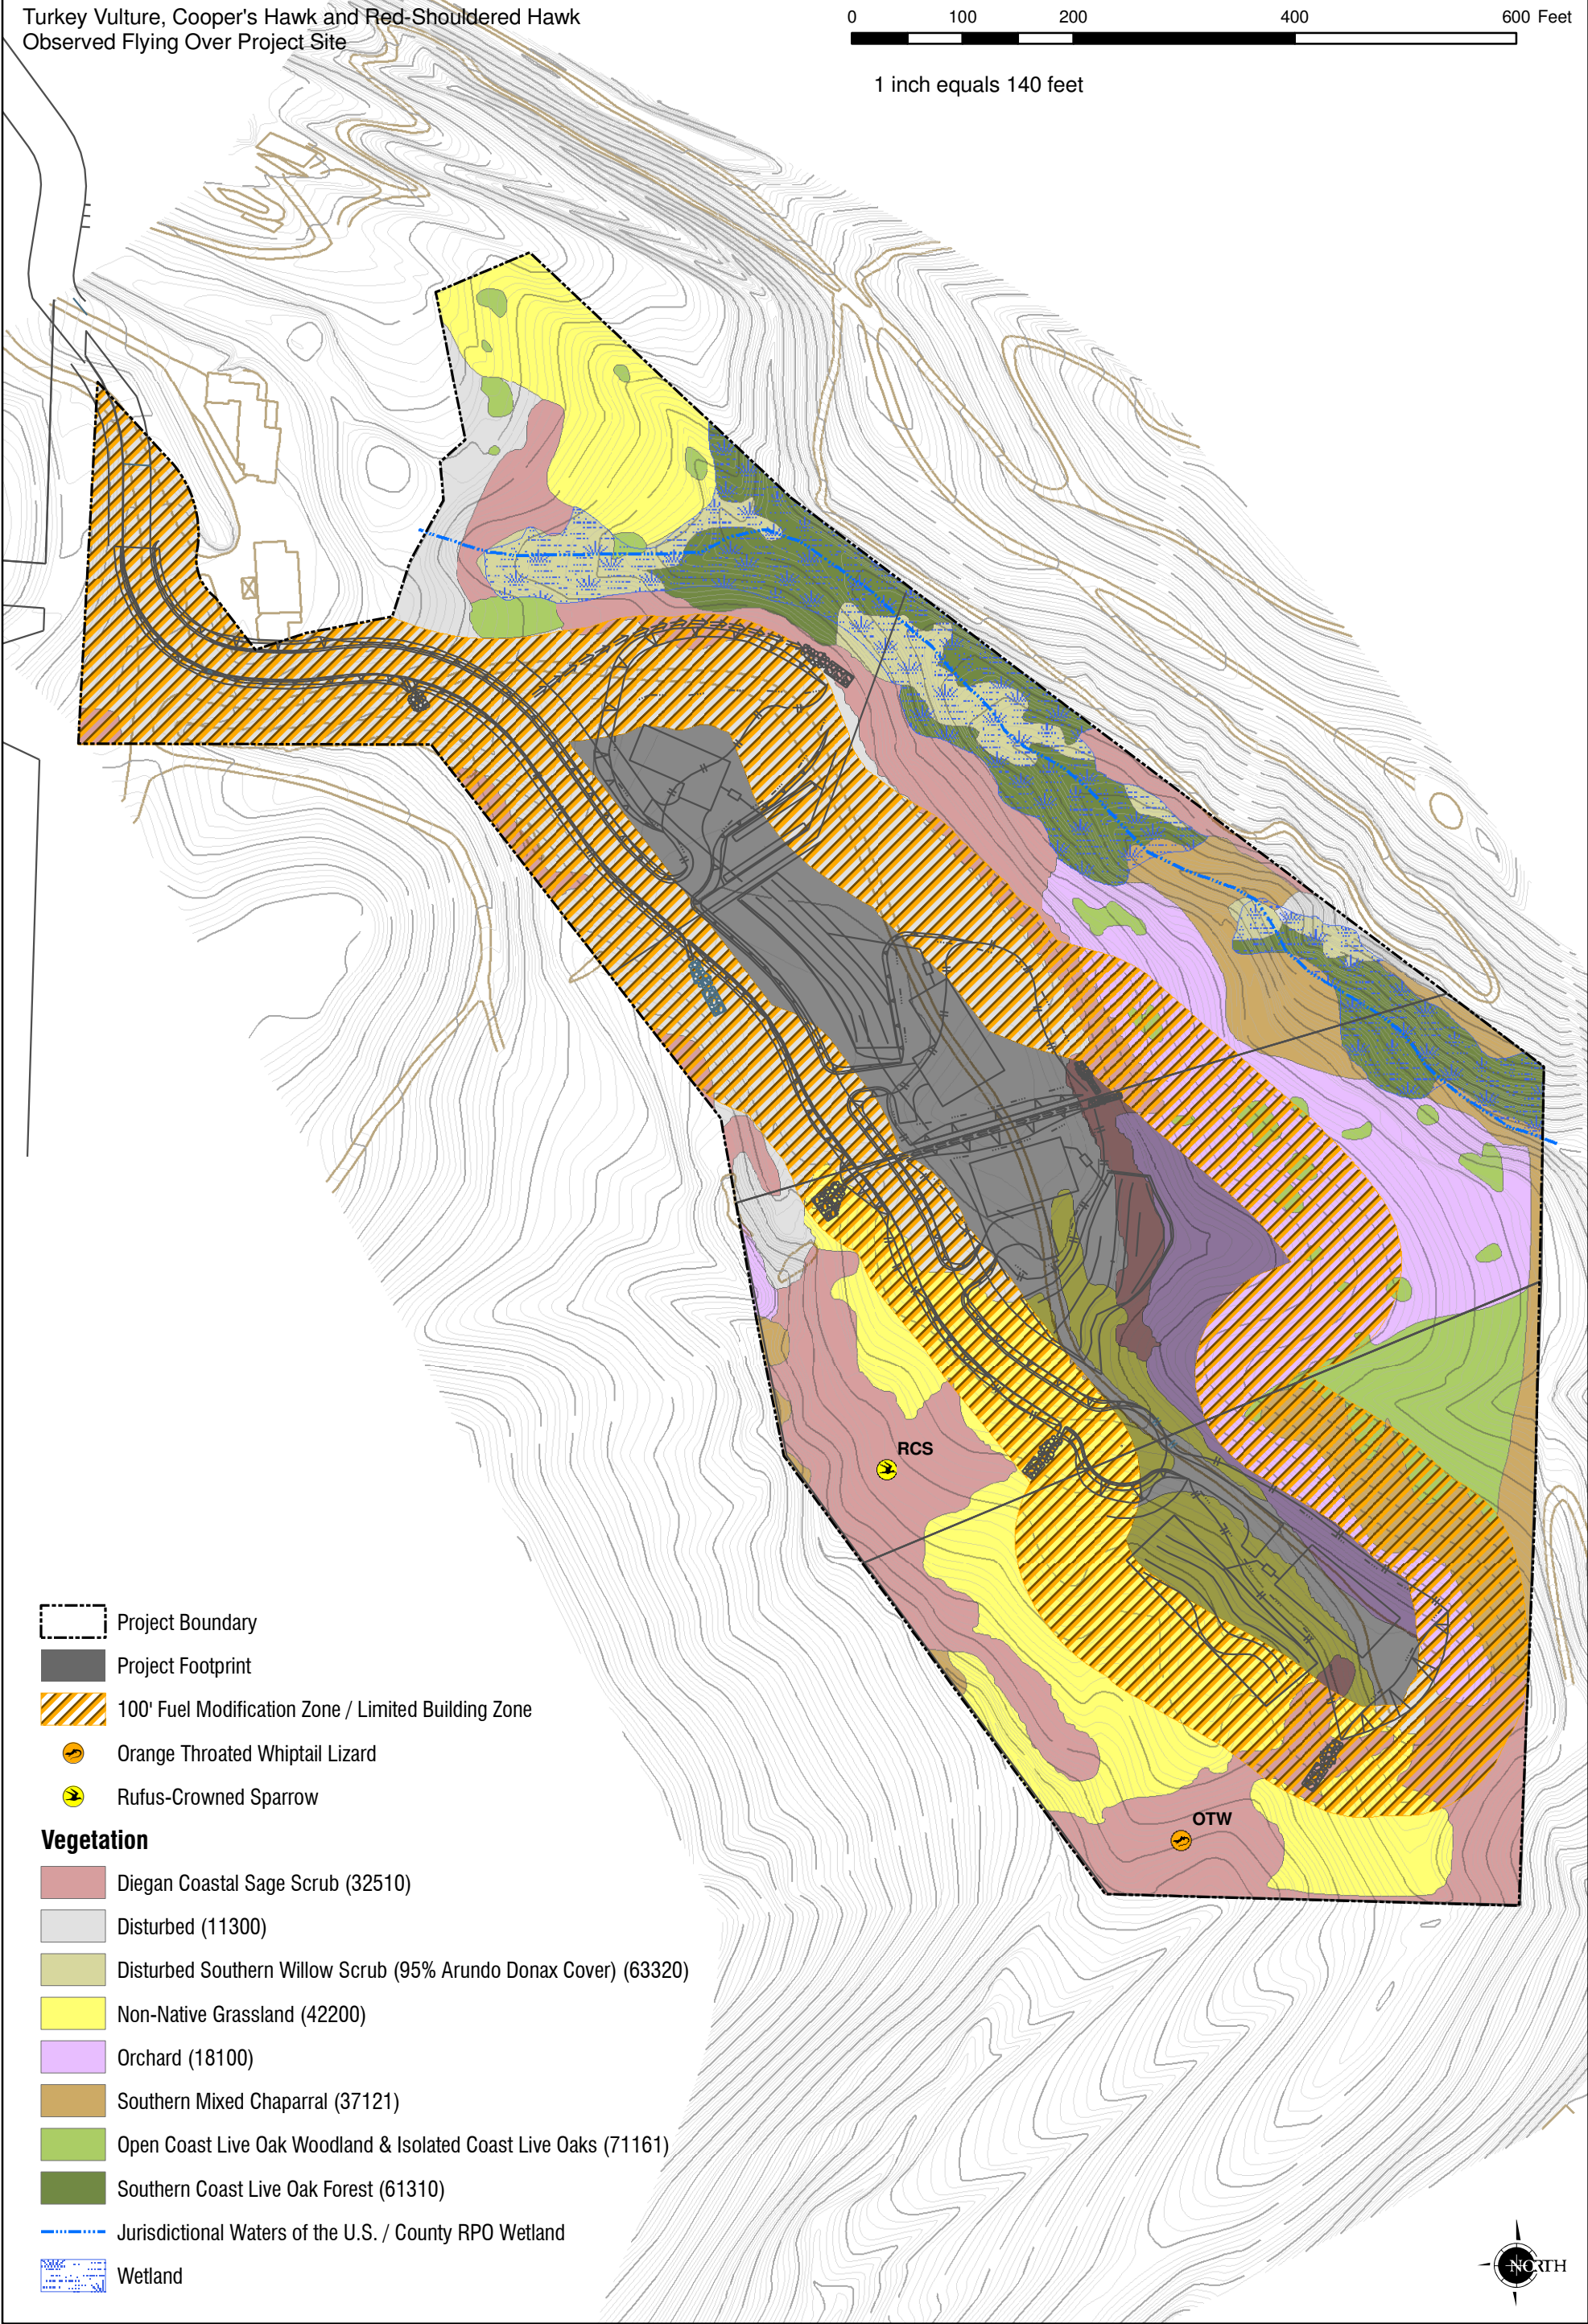 Turkey Vulture, Cooper's Hawk and Red-Shouldered Hawk
Observed Flying Over Project Site
0 100 200 400 600 Feet
1 inch equals 140 feet
RCS
OTW
Project Boundary
Project Footprint
100' Fuel Modification Zone / Limited Building Zone
Orange Throated Whiptail Lizard
Rufus-Crowned Sparrow
Vegetation
Diegan Coastal Sage Scrub (32510)
Disturbed (11300)
Disturbed Southern Willow Scrub (95% Arundo Donax Cover) (63320)
Non-Native Grassland (42200)
Orchard (18100)
Southern Mixed Chaparral (37121)
Open Coast Live Oak Woodland & Isolated Coast Live Oaks (71161)
Southern Coast Live Oak Forest (61310)
Jurisdictional Waters of the U.S. / County RPO Wetland
Wetland
NORTH